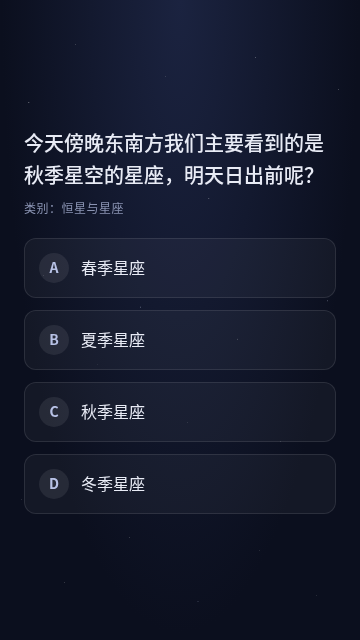 今天傍晚东南方我们主要看到的是
秋季星空的星座，明天日出前呢？
类别：恒星与星座
A 春季星座
B 夏季星座
C 秋季星座
D 冬季星座